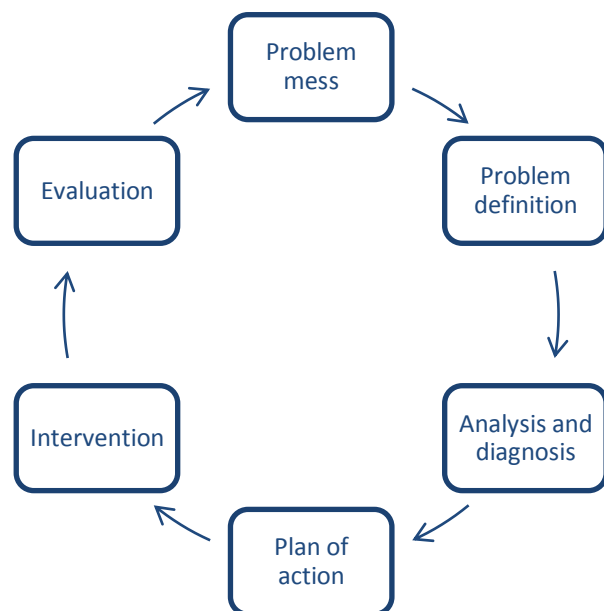 Problem
mess
Problem
definition
Analysis and
diagnosis
Plan of
action
Intervention
Evaluation